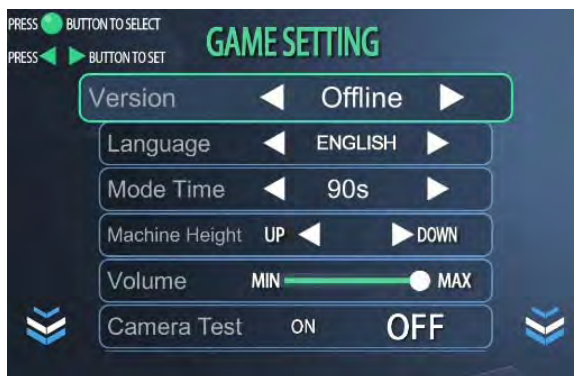 PRESS BUTTON TO SELECT
PRESS BUTTON TO SET
GAME SETTING
Version Offline
Language ENGLISH
Mode Time 90s
Machine Height UP DOWN
Volume MIN MAX
Camera Test ON OFF